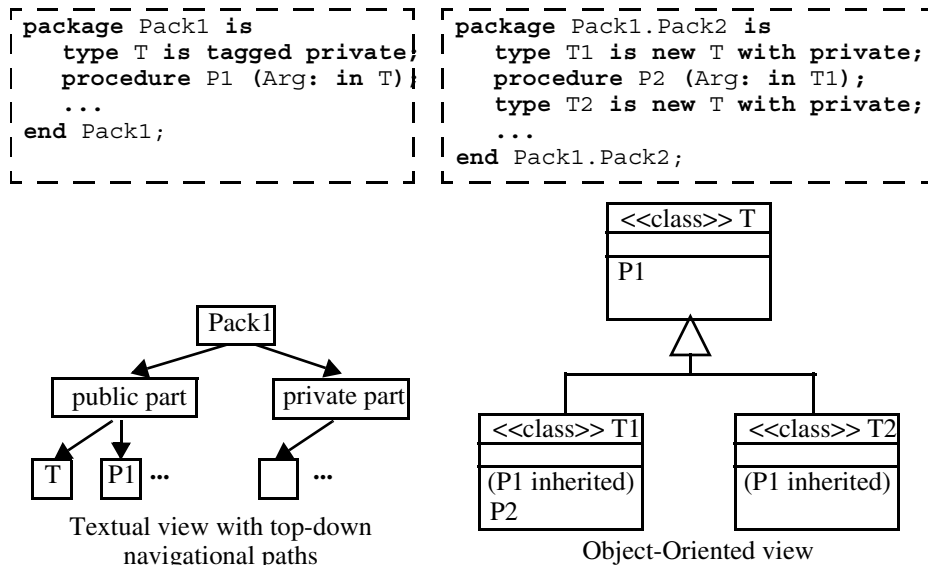 package Pack1 is
type T is tagged private;
procedure P1 (Arg: in T);
...
end Pack1;
package Pack1.Pack2 is
type T1 is new T with private;
procedure P2 (Arg: in T1);
type T2 is new T with private;
...
end Pack1.Pack2;
Pack1
public part
private part
T
P1
...
...
Textual view with top-down
navigational paths
<<class>> T
P1
<<class>> T1
(P1 inherited)
P2
<<class>> T2
(P1 inherited)
Object-Oriented view